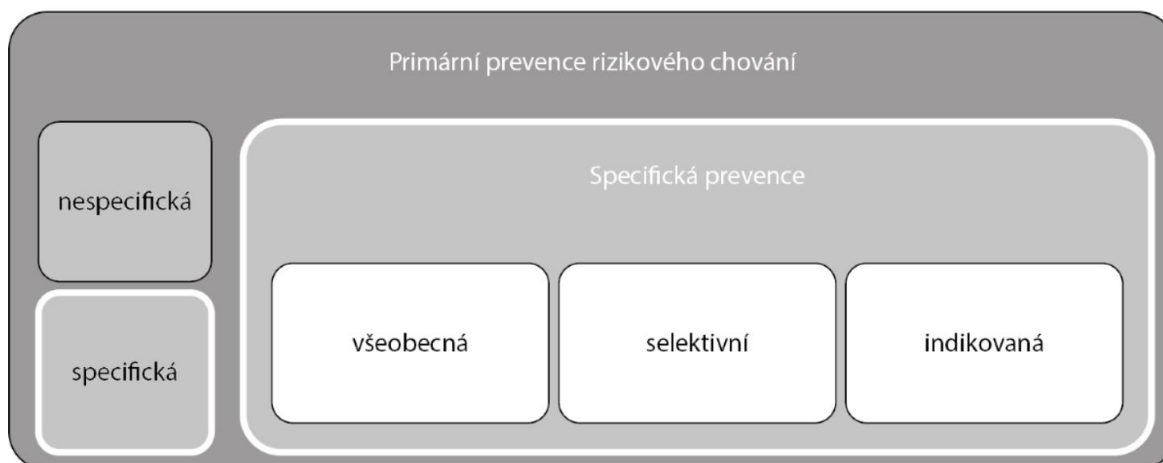 Primární prevence rizikového chování
nespecifická
Specifická prevence
specifická
všeobecná
selektivní
indikovaná